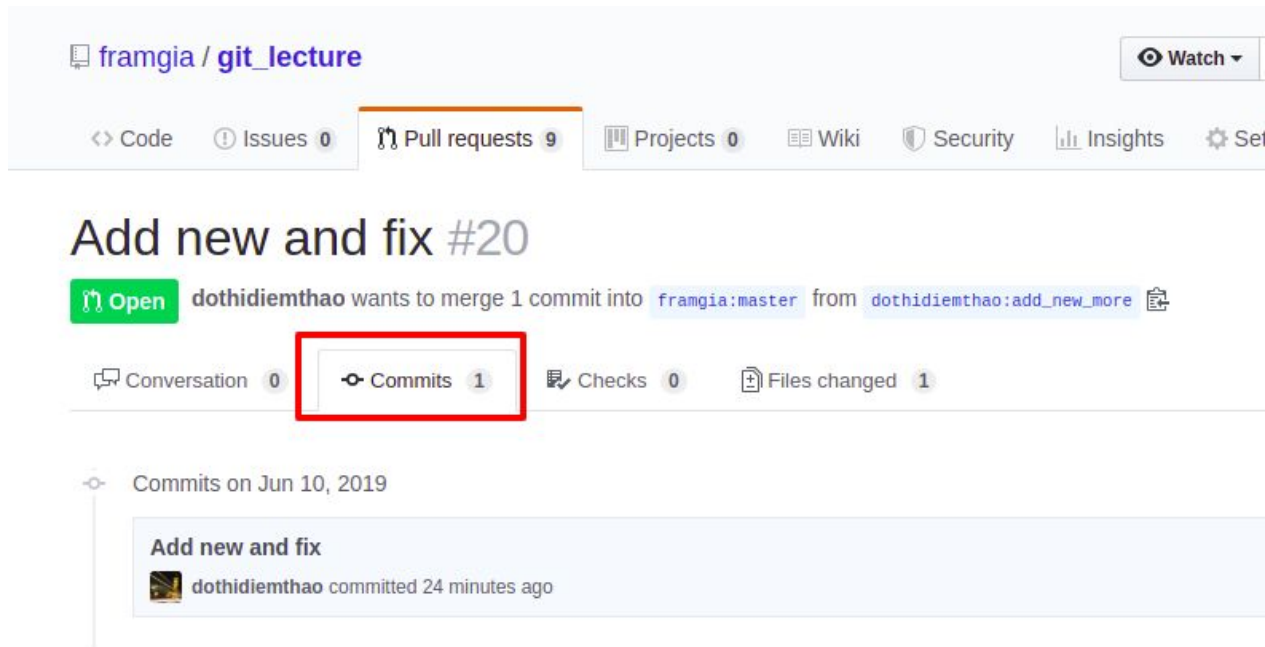 framgia / git_lecture
Watch
Code Issues 0 Pull requests 9 Projects 0 Wiki Security Insights Set
Add new and fix #20
Open dothidiemthao wants to merge 1 commit into framgia:master from dothidiemthao:add_new_more
Conversation 0 Commits 1 Checks 0 Files changed 1
Commits on Jun 10, 2019
Add new and fix
dothidiemthao committed 24 minutes ago